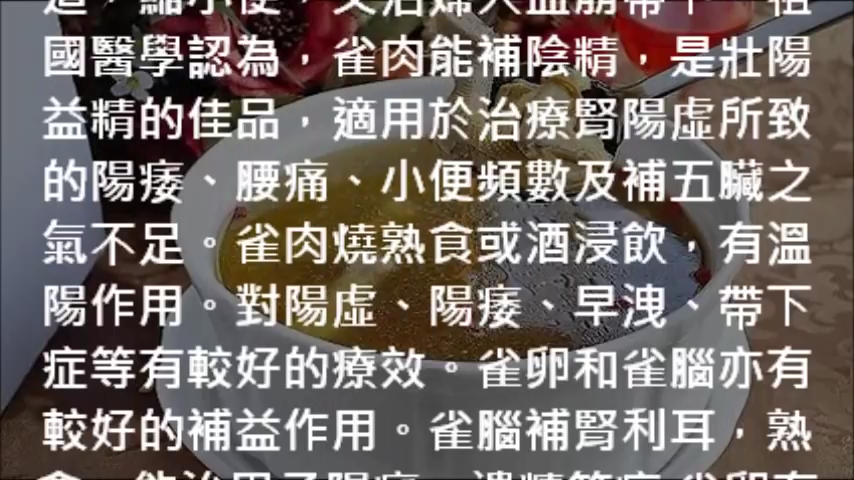 國醫學認為，雀肉能補陰精，是壯陽
益精的佳品，適用於治療腎陽虛所致
的陽痿、腰痛、小便頻數及補五臟之
氣不足。雀肉燒熟食或酒浸飲，有溫
陽作用。對陽虛、陽痿、早洩、帶下
症等有較好的療效。雀卵和雀腦亦有
較好的補益作用。雀腦補腎利耳，熟